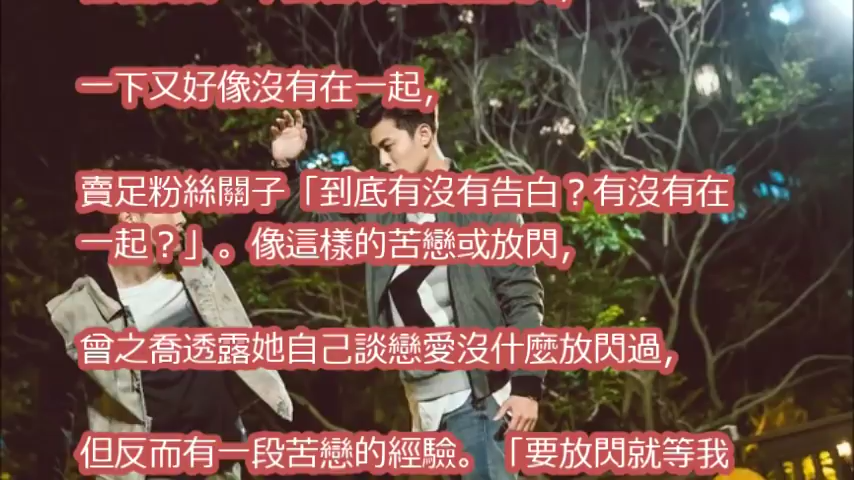 一下又好像沒有在一起，
賣足粉絲關子「到底有沒有告白？有沒有在
一起？」。像這樣的苦戀或放閃，
曾之喬透露她自己談戀愛沒什麼放閃過，
但反而有一段苦戀的經驗。「要放閃就等我